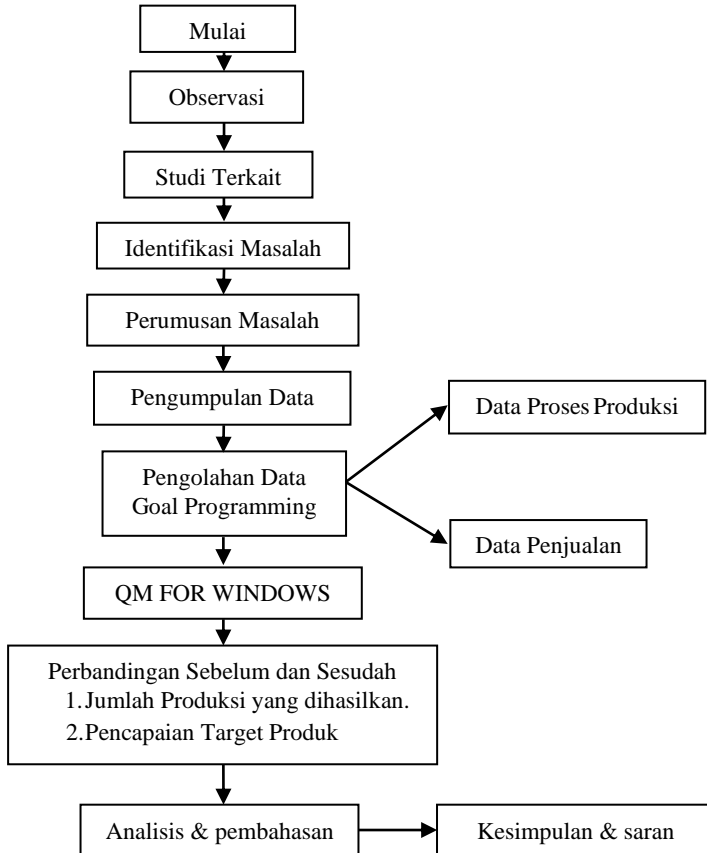 Mulai
Observasi
Studi Terkait
Identifikasi Masalah
Perumusan Masalah
Pengumpulan Data
Data Proses Produksi
Pengolahan Data
Goal Programming
Data Penjualan
QM FOR WINDOWS
Perbandingan Sebelum dan Sesudah
1.Jumlah Produksi yang dihasilkan.
2.Pencapaian Target Produk
Analisis & pembahasan
Kesimpulan & saran